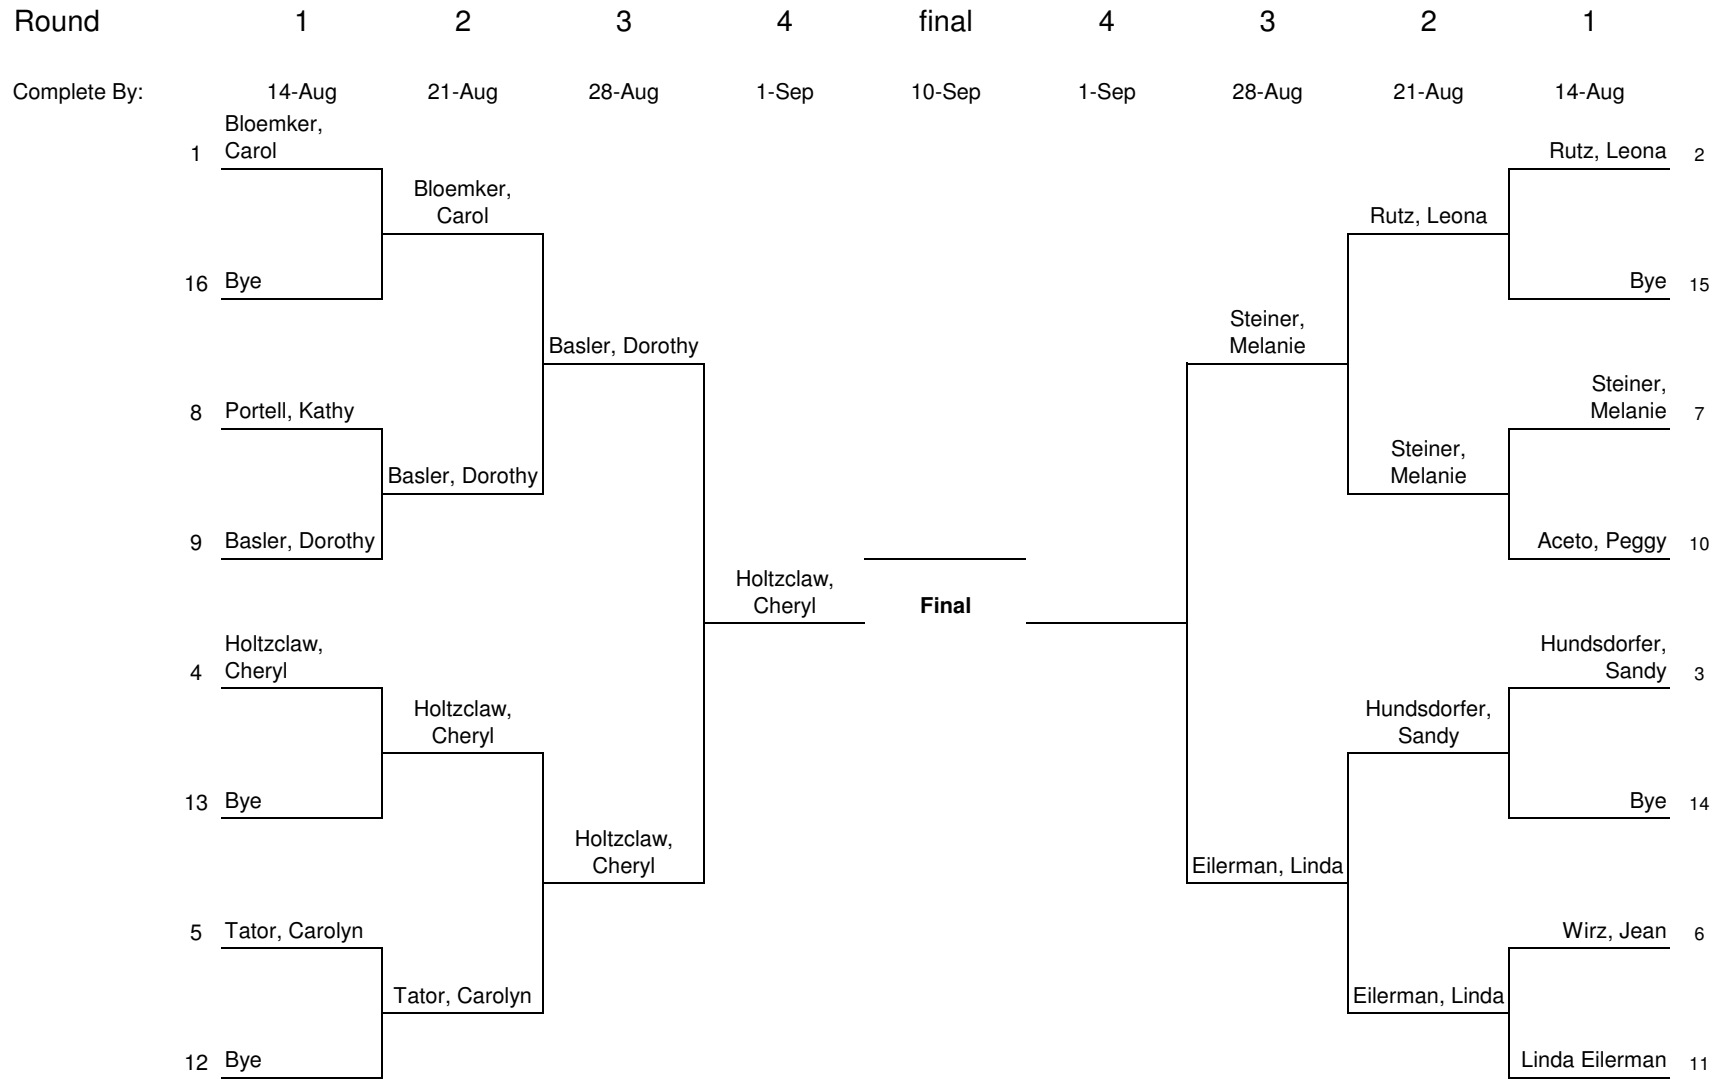 Round 1 2 3 4 final 4 3 2 1
Complete By: 14-Aug 21-Aug 28-Aug 1-Sep 10-Sep 1-Sep 28-Aug 21-Aug 14-Aug
Bloemker,
1 Carol
Rutz, Leona 2
Bloemker,
Carol
Rutz, Leona
16 Bye
Bye 15
Steiner,
Basler, Dorothy
Melanie
Steiner,
8 Portell, Kathy
Melanie 7
Steiner,
Basler, Dorothy
Melanie
9 Basler, Dorothy
Aceto, Peggy 10
Holtzclaw,
Cheryl
Final
Holtzclaw,
4 Cheryl
Hundsdorfer,
Sandy 3
Holtzclaw,
Cheryl
Hundsdorfer,
Sandy
13 Bye
Bye 14
Holtzclaw,
Cheryl
Eilerman, Linda
5 Tator, Carolyn
Wirz, Jean 6
Tator, Carolyn
Eilerman, Linda
12 Bye
Linda Eilerman 11